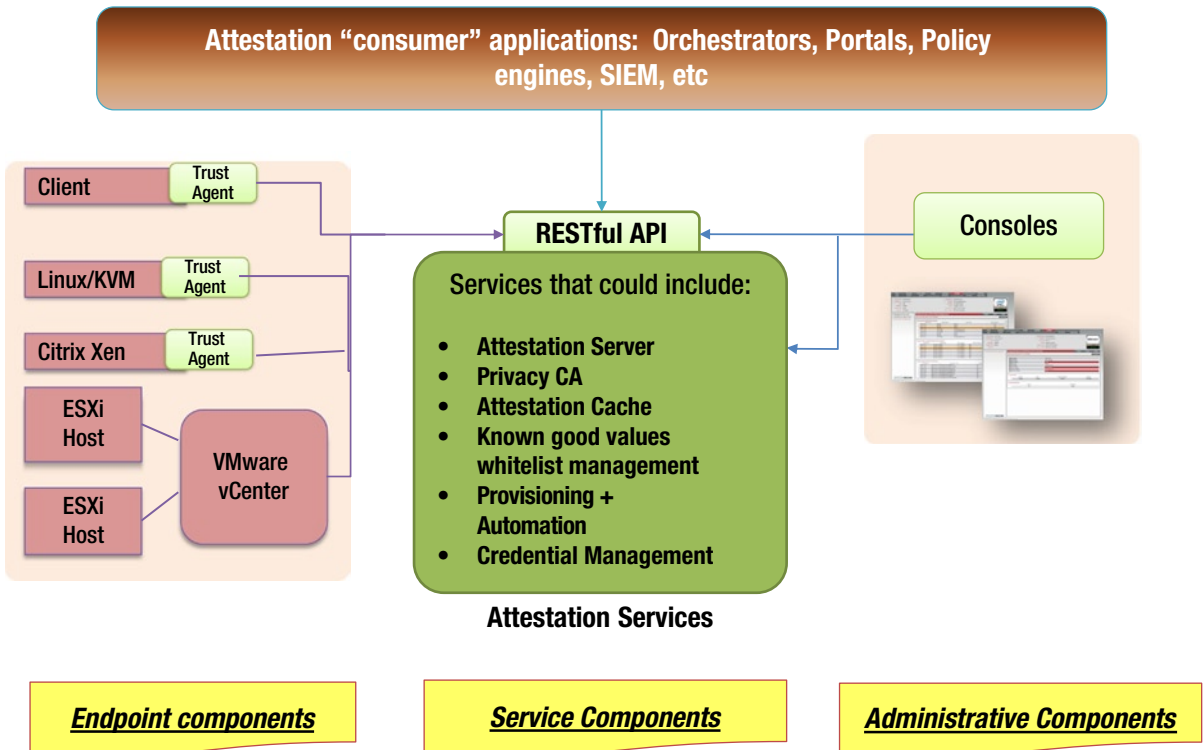 Attestation “consumer” applications: Orchestrators, Portals, Policy
engines, SIEM, etc
Client
Trust
Agent
Linux/KVM
Trust
Agent
Citrix Xen
Trust
Agent
ESXi
Host
ESXi
Host
VMware
vCenter
RESTful API
Services that could include:
• Attestation Server
• Privacy CA
• Attestation Cache
• Known good values
whitelist management
• Provisioning +
Automation
• Credential Management
Attestation Services
Consoles
Endpoint components
Service Components
Administrative Components